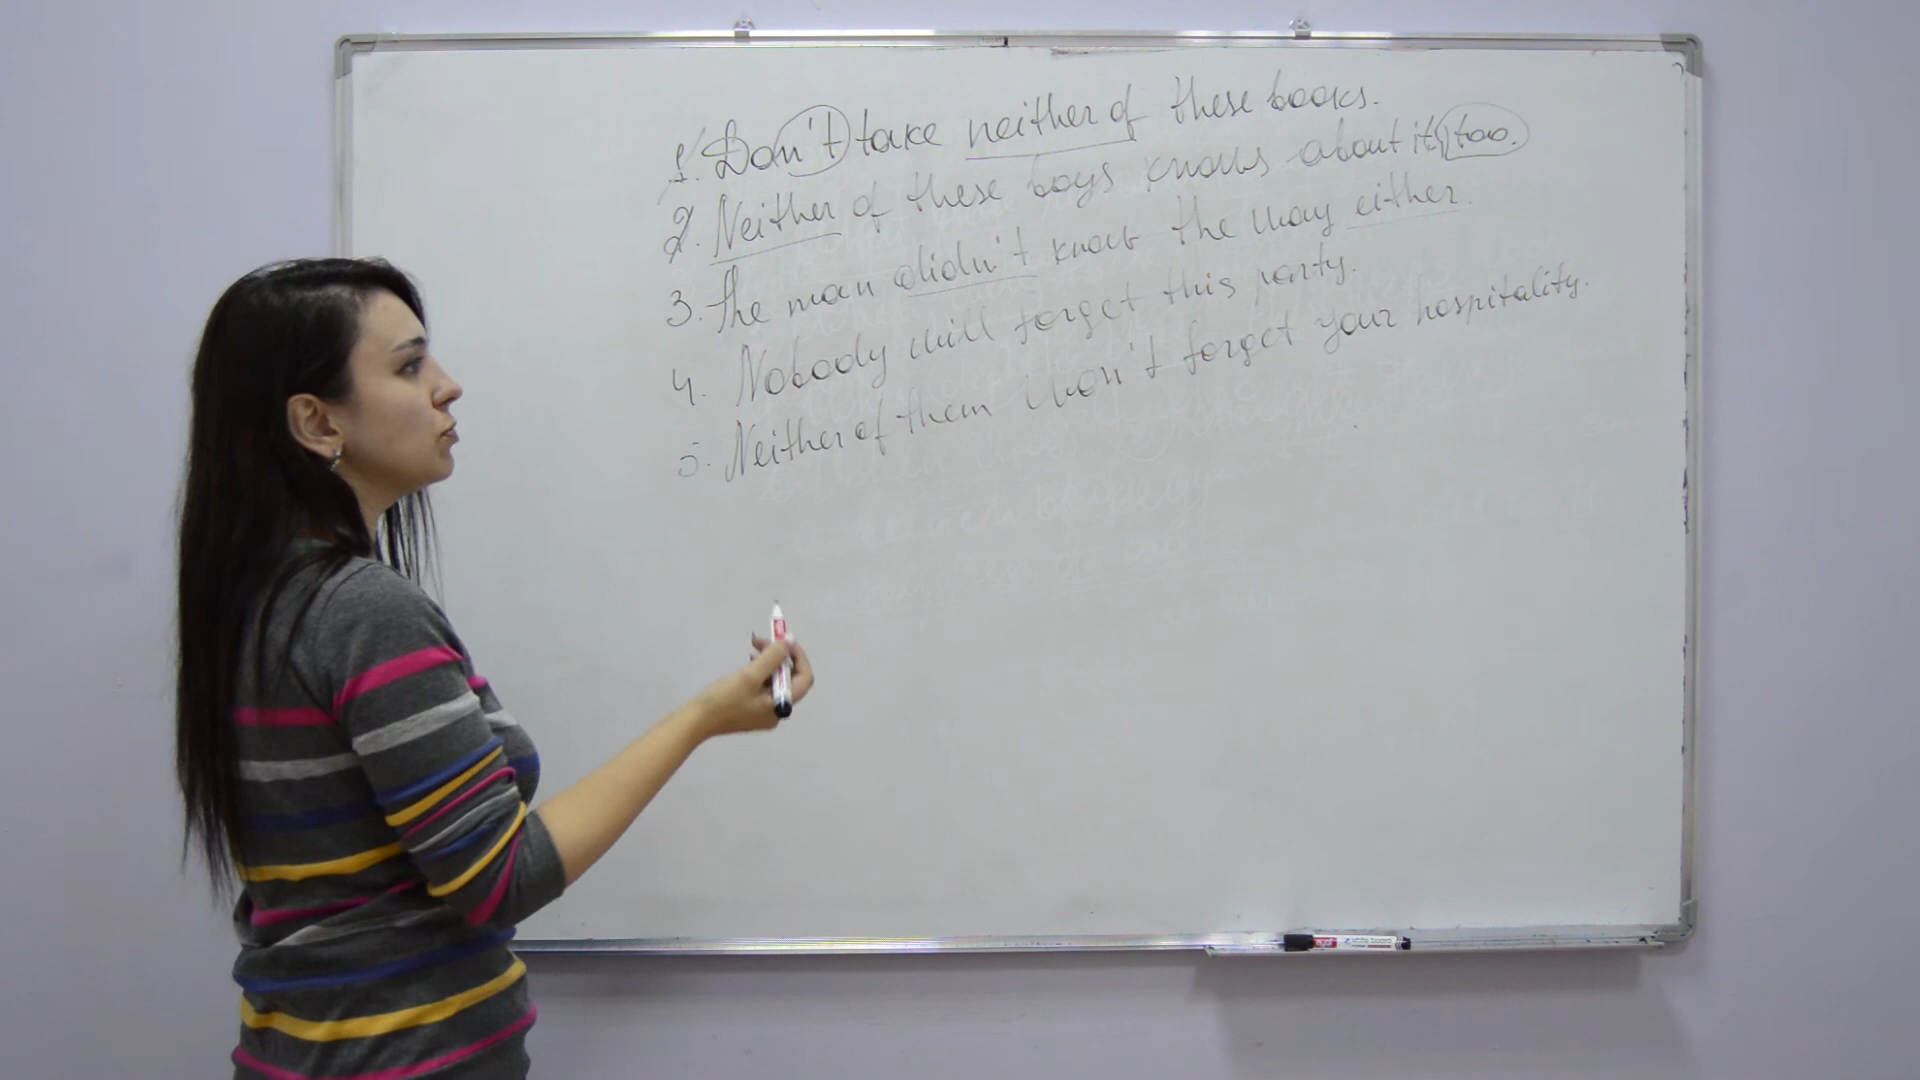 1. Don't take neither of these books.
2. Neither of these boys knows about it, too.
3. The man didn't know the way either.
4. Nobody will forget this party.
5. Neither of them won't forget your hospitality.